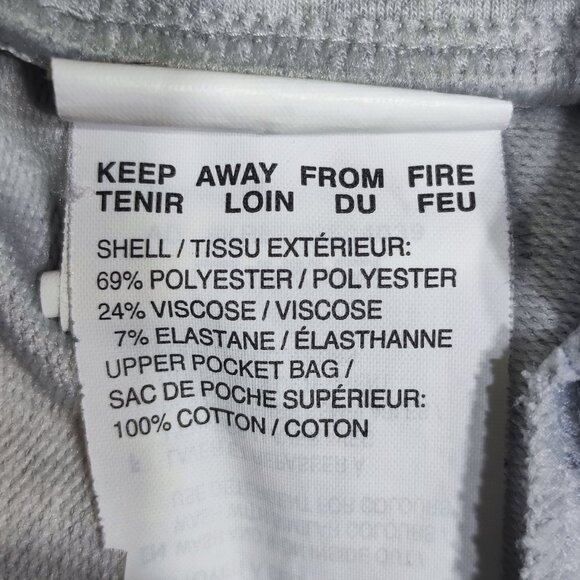 KEEP AWAY FROM FIRE
TENIR LOIN DU FEU
SHELL / TISSU EXTÉRIEUR:
69% POLYESTER / POLYESTER
24% VISCOSE / VISCOSE
7% ELASTANE / ÉLASTHANNE
UPPER POCKET BAG /
SAC DE POCHE SUPÉRIEUR:
100% COTTON / COTON